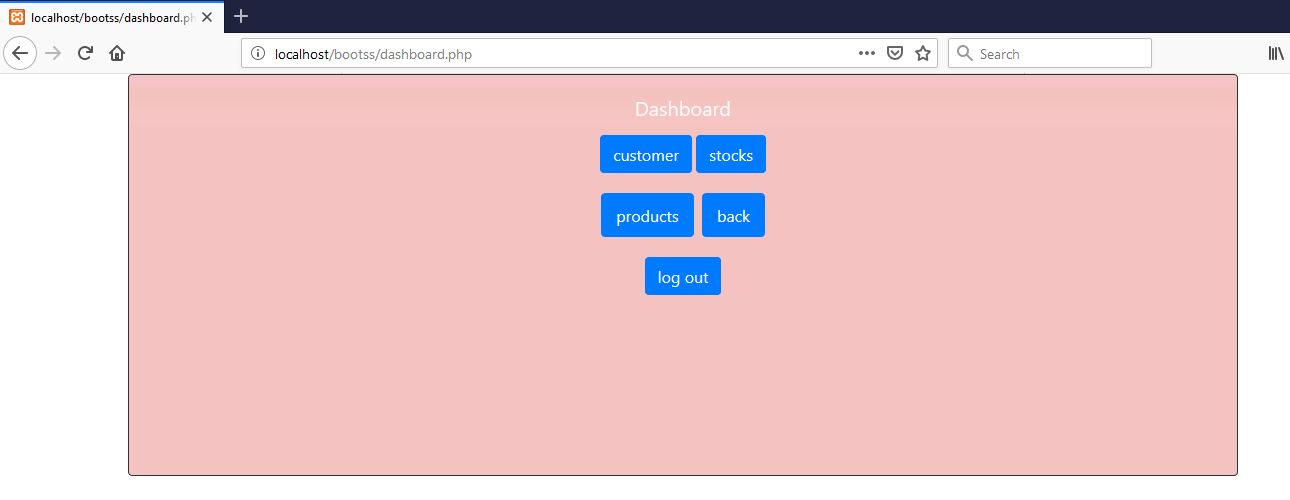 localhost/bootss/dashboard.ph
localhost/bootss/dashboard.php
Search
Dashboard
customer stocks
products back
log out